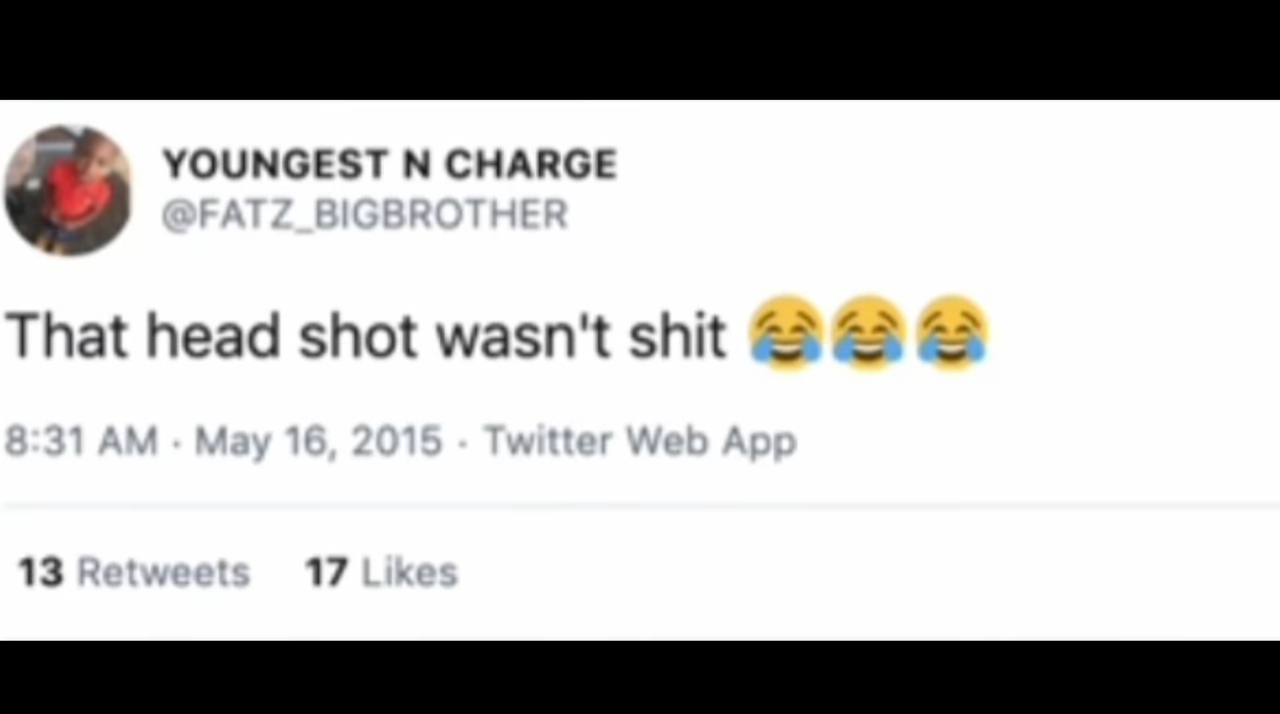 YOUNGEST N CHARGE
@FATZ_BIGBROTHER
That head shot wasn't shit 😂😂😂
8:31 AM · May 16, 2015 · Twitter Web App
13 Retweets 17 Likes